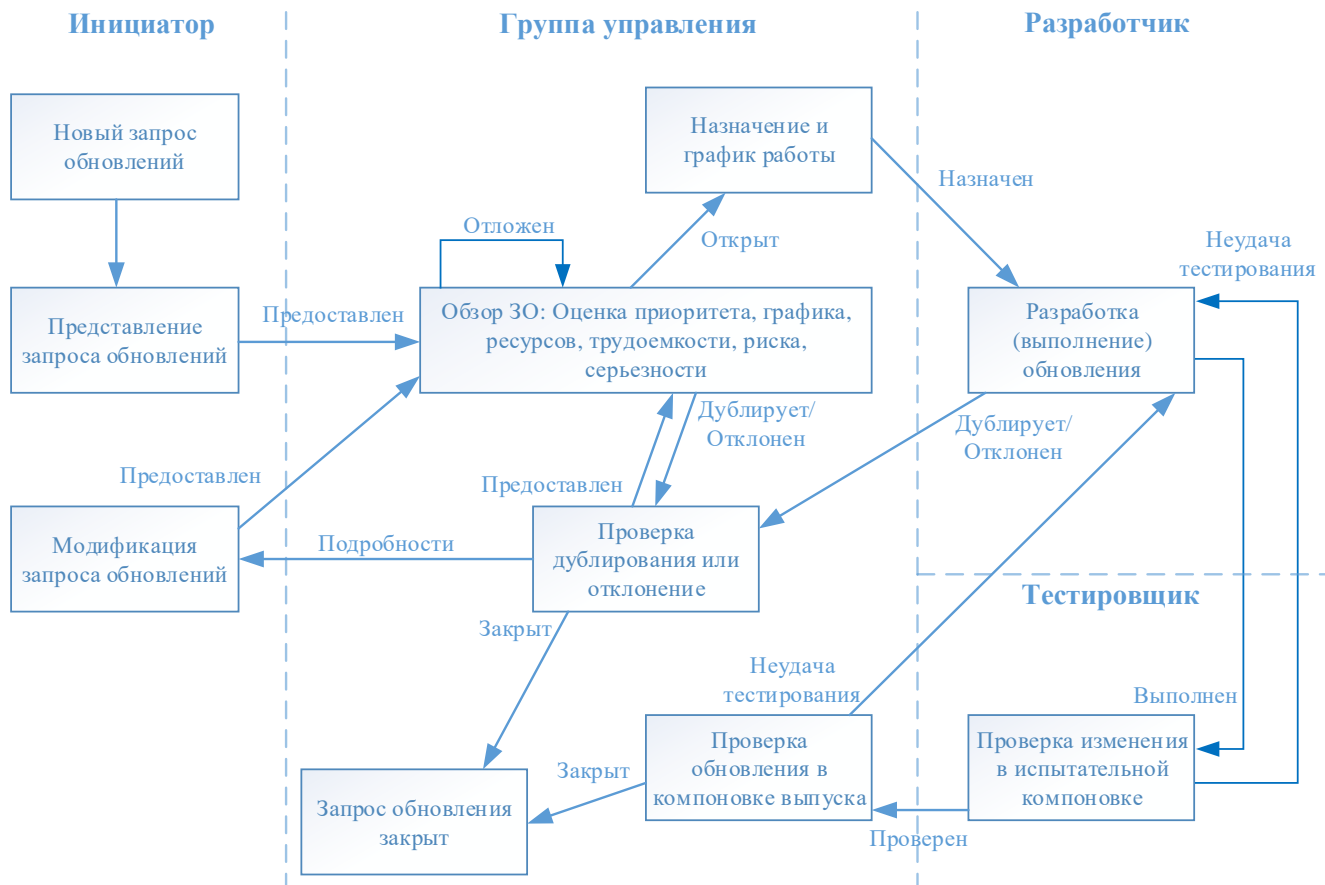 Инициатор
Группа управления
Разработчик
Новый запрос
обновлений
Назначение и
график работы
Назначен
Отложен
Открыт
Неудача
тестирования
Представление
запроса обновлений
Предоставлен
Обзор ЗО: Оценка приоритета, графика,
ресурсов, трудоемкости, риска,
серьезности
Разработка
(выполнение)
обновления
Дублирует/
Отклонен
Дублирует/
Отклонен
Предоставлен
Предоставлен
Модификация
запроса обновлений
Подробности
Проверка
дублирования или
отклонение
Тестировщик
Закрыт
Неудача
тестирования
Выполнен
Проверка
обновления в
компоновке выпуска
Проверка изменения
в испытательной
компоновке
Закрыт
Запрос обновления
закрыт
Проверен